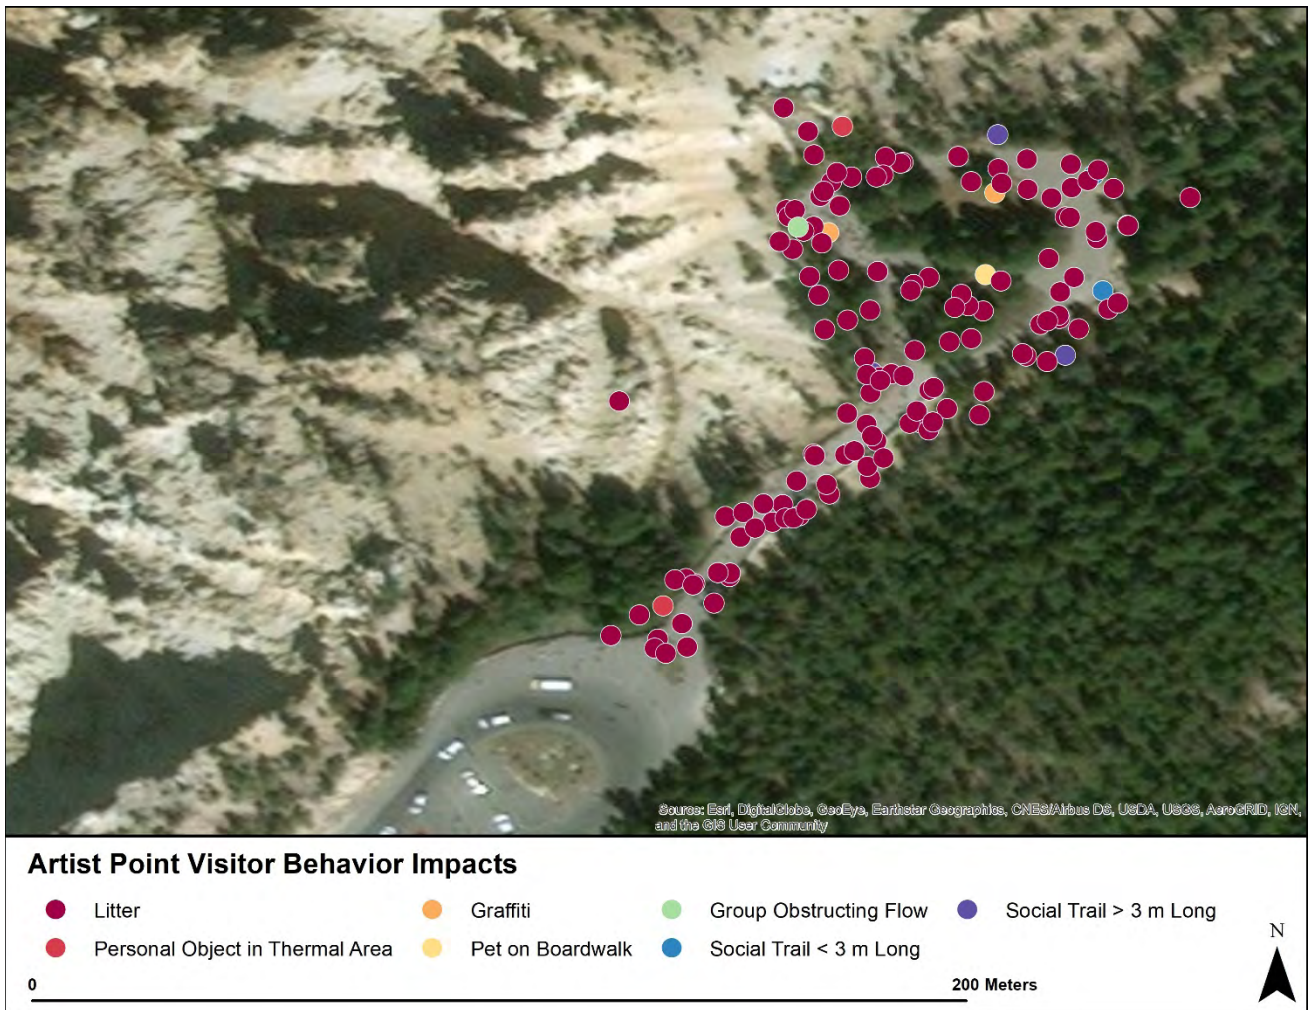 Source: Esri, DigitalGlobe, GeoEye, Earthstar Geographics, CNES/Airbus DS, USDA, USGS, AeroGRID, IGN,
and the GIS User Community
Artist Point Visitor Behavior Impacts
Litter
Graffiti
Group Obstructing Flow
Social Trail > 3 m Long
Personal Object in Thermal Area
Pet on Boardwalk
Social Trail < 3 m Long
N
0
200 Meters